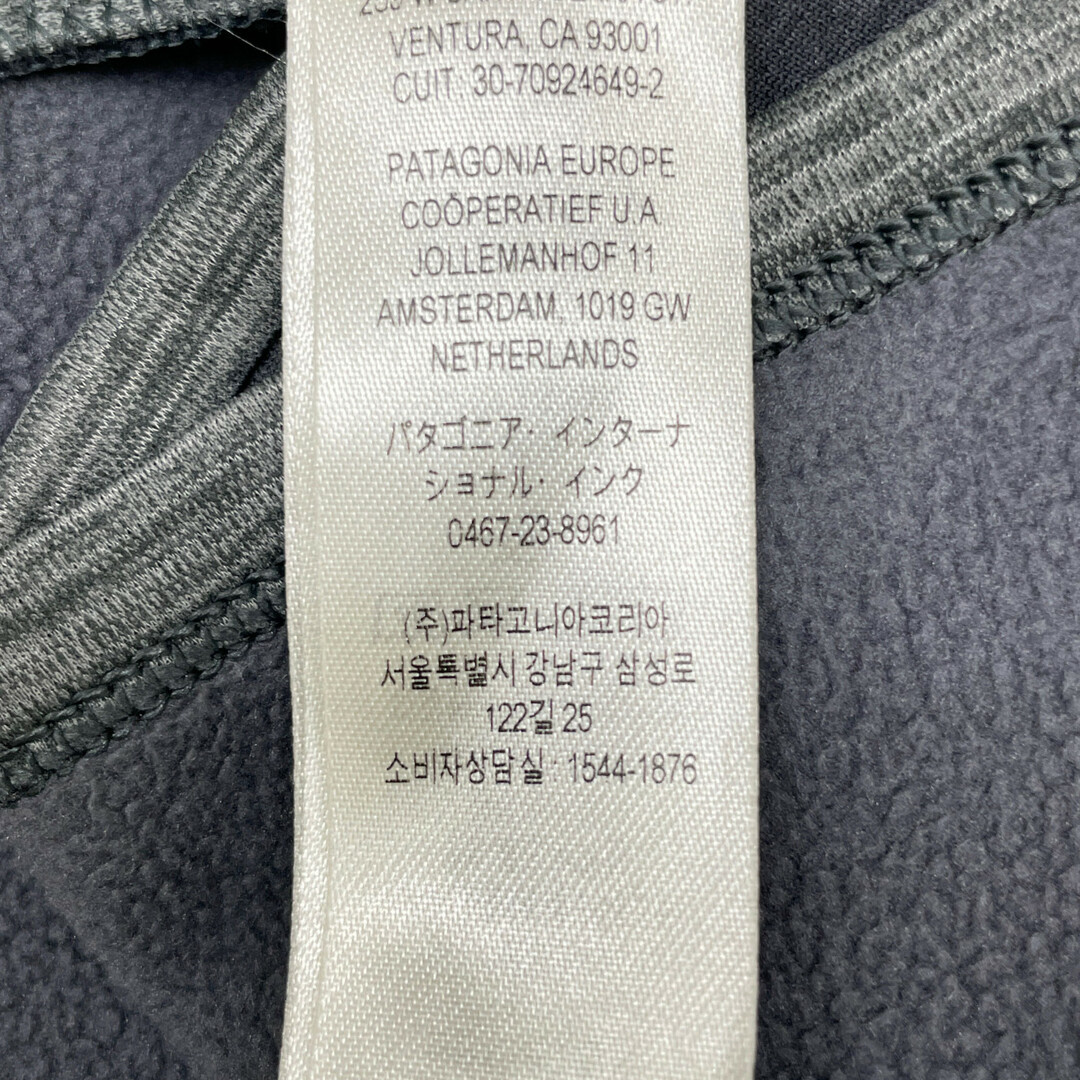 VENTURA, CA 93001
CUIT 30-70924649-2
PATAGONIA EUROPE
COÖPERATIEF U.A
JOLLEMANHOF 11
AMSTERDAM, 1019 GW
NETHERLANDS
パタゴニア・インターナ
ショナル・インク
0467-23-8961
(주)파타고니아코리아
서울특별시 강남구 삼성로
122길 25
소비자상담실 : 1544-1876